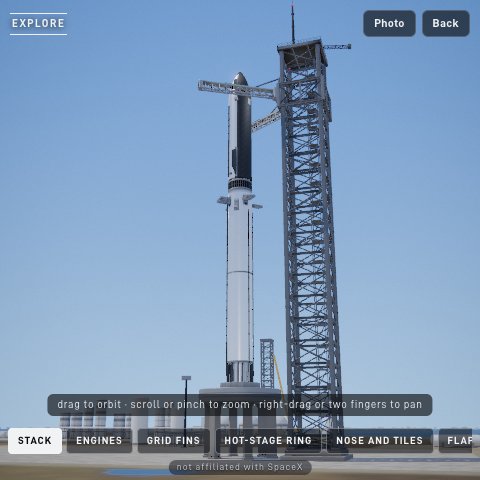 EXPLORE
Photo
Back
drag to orbit · scroll or pinch to zoom · right-drag or two fingers to pan
STACK
ENGINES
GRID FINS
HOT-STAGE RING
NOSE AND TILES
FLAP
not affiliated with SpaceX